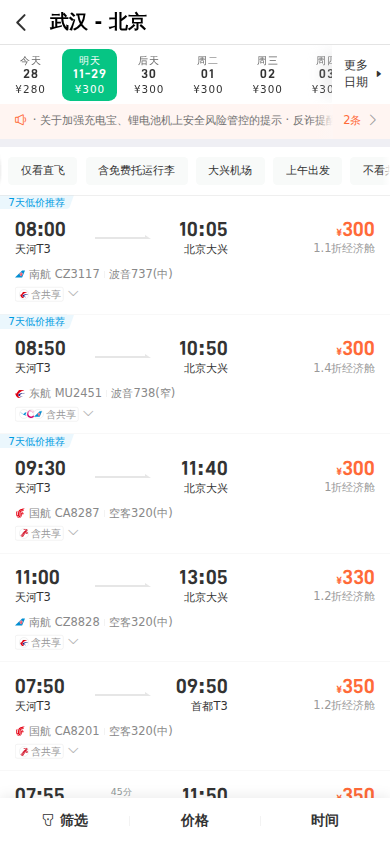 武汉 - 北京
今天 明天 后天 周二 周三 周四
28 11-29 30 01 02 03
¥280 ¥300 ¥300 ¥300 ¥300 ¥30
更多
日期
· 关于加强充电宝、锂电池机上安全风险管控的提示 · 反诈提 2条
仅看直飞 含免费托运行李 大兴机场 上午出发 不看
7天低价推荐
08:00 10:05 ¥300
天河T3 北京大兴 1.1折经济舱
南航 CZ3117 波音737(中)
含共享
7天低价推荐
08:50 10:50 ¥300
天河T3 北京大兴 1.4折经济舱
东航 MU2451 波音738(窄)
含共享
7天低价推荐
09:30 11:40 ¥300
天河T3 北京大兴 1折经济舱
国航 CA8287 空客320(中)
含共享
11:00 13:05 ¥330
天河T3 北京大兴 1.2折经济舱
南航 CZ8828 空客320(中)
含共享
07:50 09:50 ¥350
天河T3 首都T3 1.2折经济舱
国航 CA8201 空客320(中)
含共享
07:55 45分 11:50 ¥350
筛选 价格 时间